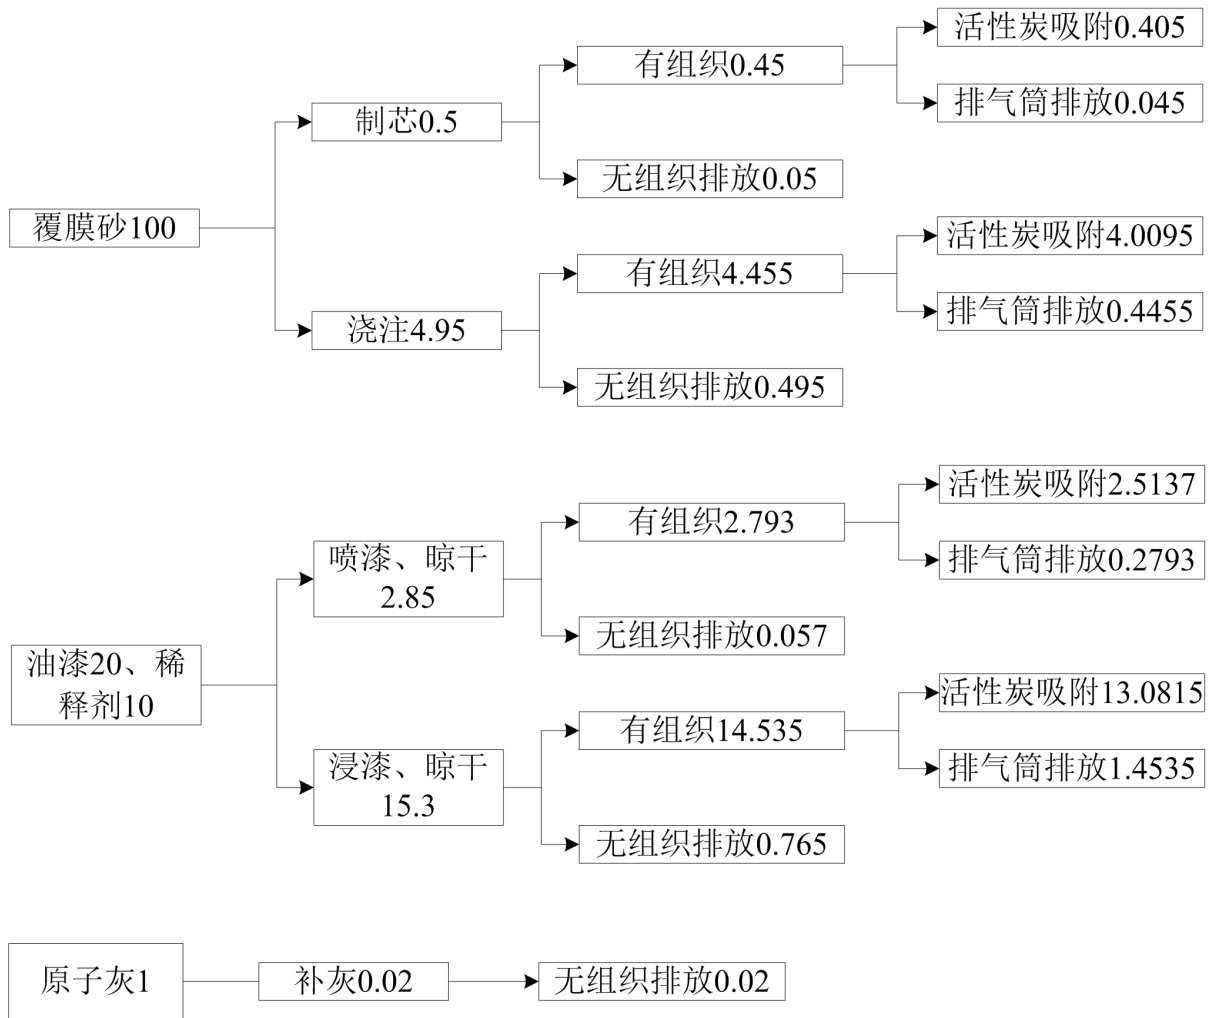 覆膜砂100
制芯0.5
有组织0.45
活性炭吸附0.405
排气筒排放0.045
无组织排放0.05
浇注4.95
有组织4.455
活性炭吸附4.0095
排气筒排放0.4455
无组织排放0.495
油漆20、稀
释剂10
喷漆、晾干
2.85
有组织2.793
活性炭吸附2.5137
排气筒排放0.2793
无组织排放0.057
浸漆、晾干
15.3
有组织14.535
活性炭吸附13.0815
排气筒排放1.4535
无组织排放0.765
原子灰1
补灰0.02
无组织排放0.02